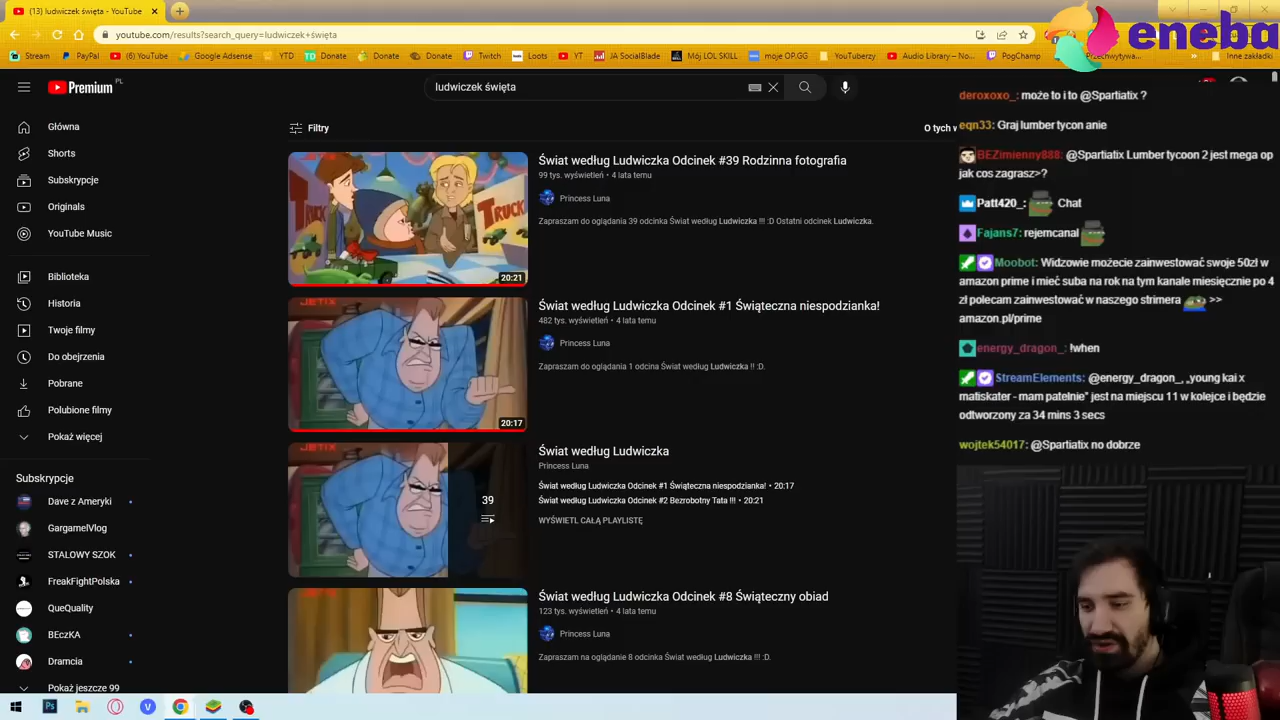 (13) ludwiczek święta - YouTube
youtube.com/results?search_query=ludwiczek+święta
eneba
Stream
PayPal
(6) YouTube
Google Adsense
YTD
Donate
Donate
Donate
Twitch
Loots
YT
JA SocialBlade
Mój LOL SKILL
moje OP.GG
YouTuberzy
Audio Library – No...
PogChamp
Przechwytywa...
Inne zakładki
Premium PL
ludwiczek święta
Filtry
O tych w
Główna
Shorts
Subskrypcje
Originals
YouTube Music
Biblioteka
Historia
Twoje filmy
Do obejrzenia
Pobrane
Polubione filmy
Pokaż więcej
Subskrypcje
Dave z Ameryki
GargamelVlog
STALOWY SZOK
FreakFightPolska
QueQuality
BEczKA
Dramcia
Pokaż jeszcze 99
JETIX
TRUCK
TRUCK
20:21
Świat według Ludwiczka Odcinek #39 Rodzinna fotografia
99 tys. wyświetleń • 4 lata temu
Princess Luna
Zapraszam do oglądania 39 odcinka Świat według Ludwiczka !!! :D Ostatni odcinek Ludwiczka.
JETIX
20:17
Świat według Ludwiczka Odcinek #1 Świąteczna niespodzianka!
482 tys. wyświetleń • 4 lata temu
Princess Luna
Zapraszam do oglądania 1 odcina Świat według Ludwiczka !! :D.
JETIX
39
Świat według Ludwiczka
Princess Luna
Świat według Ludwiczka Odcinek #1 Świąteczna niespodzianka! • 20:17
Świat według Ludwiczka Odcinek #2 Bezrobotny Tata !!! • 20:21
WYŚWIETL CAŁĄ PLAYLISTĘ
JETIX
Świat według Ludwiczka Odcinek #8 Świąteczny obiad
123 tys. wyświetleń • 4 lata temu
Princess Luna
Zapraszam na oglądanie 8 odcinka Świat według Ludwiczka !!! :D.
deroxoxo_: może to i to @Spartiatix ?
eqn33: Graj lumber tycon anie
BEZimienny888: @Spartiatix Lumber tycoon 2 jest mega op
jak cos zagrasz>?
Patt420_: Chat
Fajans7: rejemcanal
Moobot: Widzowie możecie zainwestować swoje 50zł w
amazon prime i mieć suba na rok na tym kanale miesięcznie po 4
zł polecam zainwestować w naszego strimera >>
amazon.pl/prime
energy_dragon_: !when
StreamElements: @energy_dragon_, „young kai x
matiskater - mam patelnie" jest na miejscu 11 w kolejce i będzie
odtworzony za 34 mins 3 secs
wojtek54017: @Spartiatix no dobrze